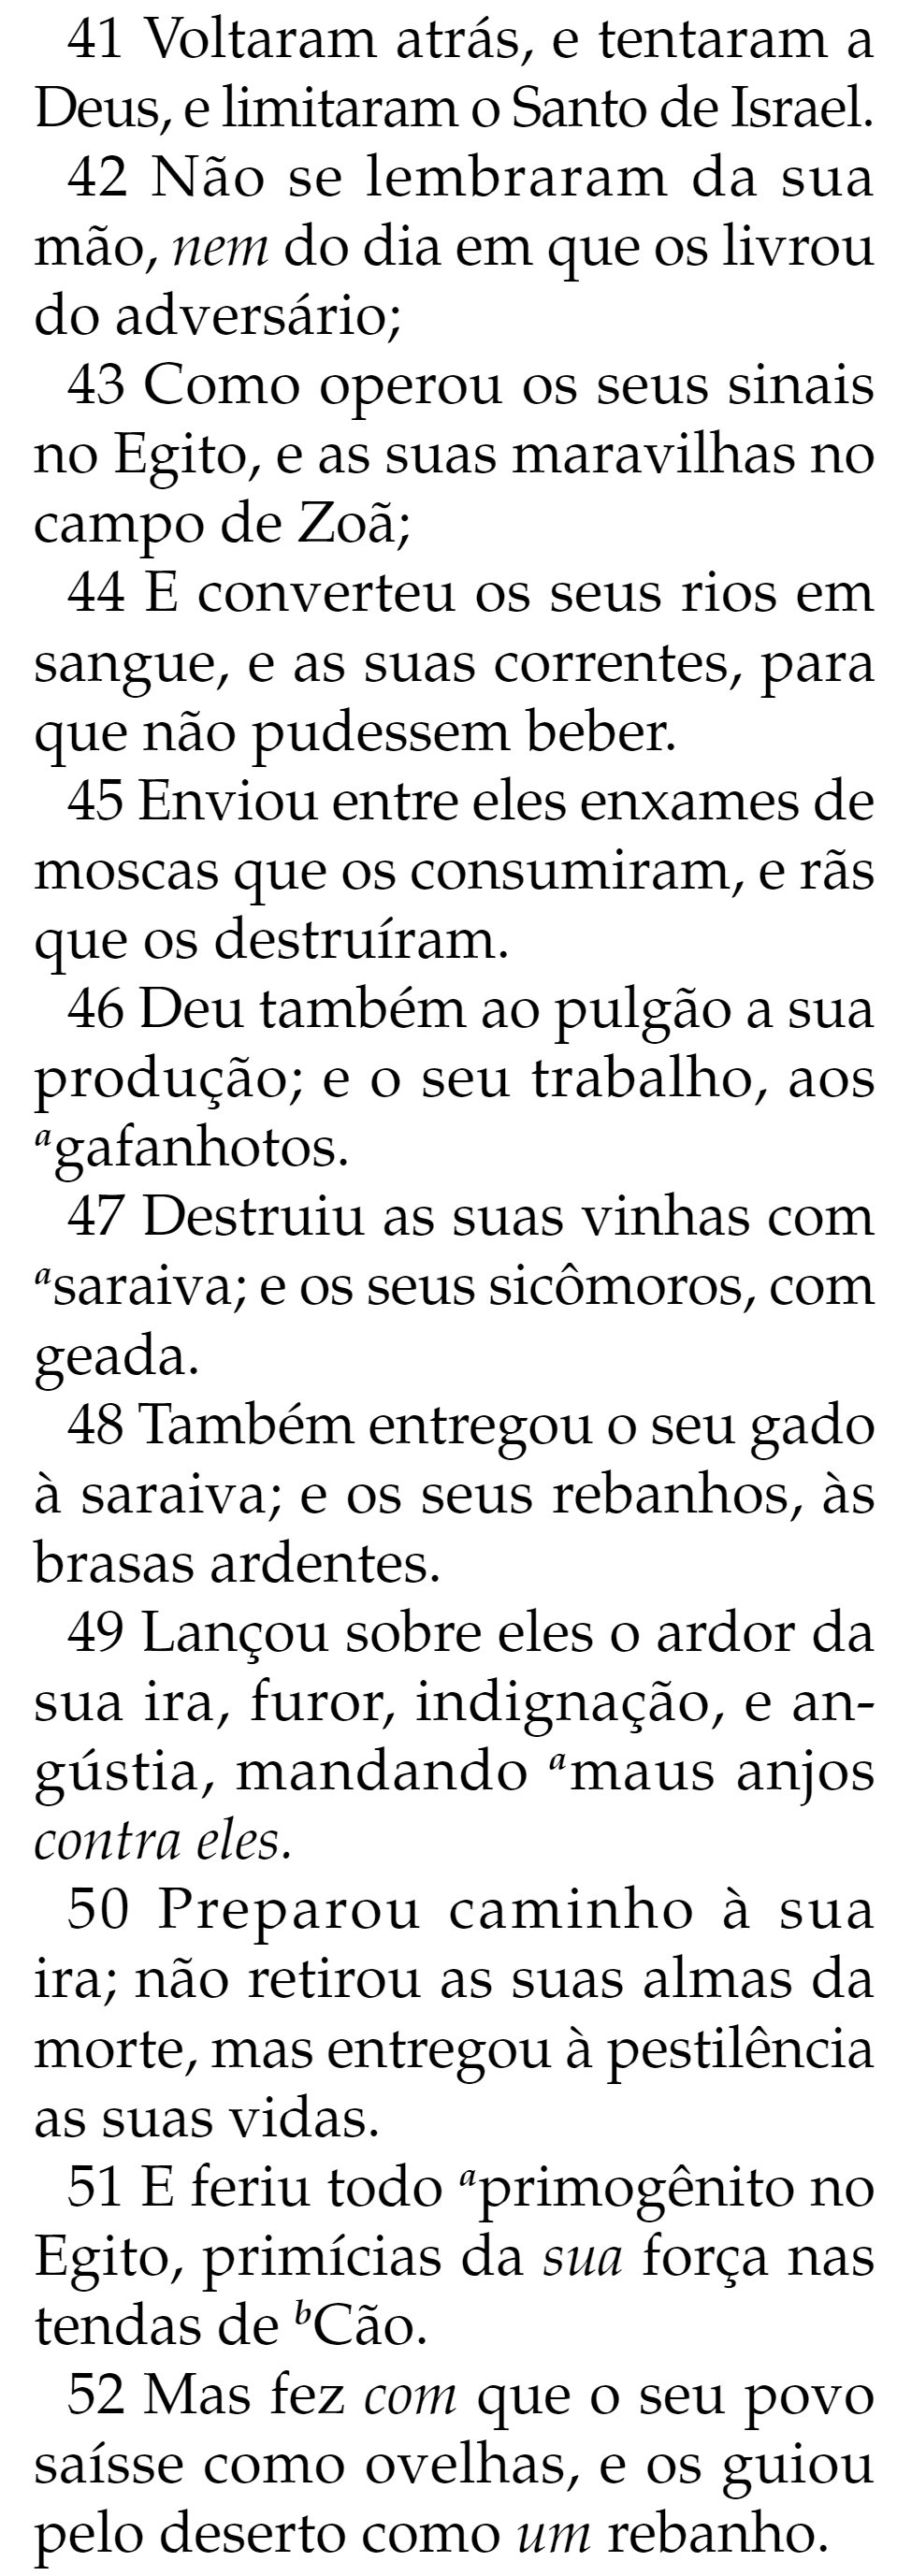 41 Voltaram atrás, e tentaram a
Deus, e limitaram o Santo de Israel.
42 Não se lembraram da sua
mão, nem do dia em que os livrou
do adversário;
43 Como operou os seus sinais
no Egito, e as suas maravilhas no
campo de Zoã;
44 E converteu os seus rios em
sangue, e as suas correntes, para
que não pudessem beber.
45 Enviou entre eles enxames de
moscas que os consumiram, e rãs
que os destruíram.
46 Deu também ao pulgão a sua
produção; e o seu trabalho, aos
ᵃgafanhotos.
47 Destruiu as suas vinhas com
ᵃsaraiva; e os seus sicômoros, com
geada.
48 Também entregou o seu gado
à saraiva; e os seus rebanhos, às
brasas ardentes.
49 Lançou sobre eles o ardor da
sua ira, furor, indignação, e an-
gústia, mandando ᵃmaus anjos
contra eles.
50 Preparou caminho à sua
ira; não retirou as suas almas da
morte, mas entregou à pestilência
as suas vidas.
51 E feriu todo ᵃprimogênito no
Egito, primícias da sua força nas
tendas de ᵇCão.
52 Mas fez com que o seu povo
saísse como ovelhas, e os guiou
pelo deserto como um rebanho.